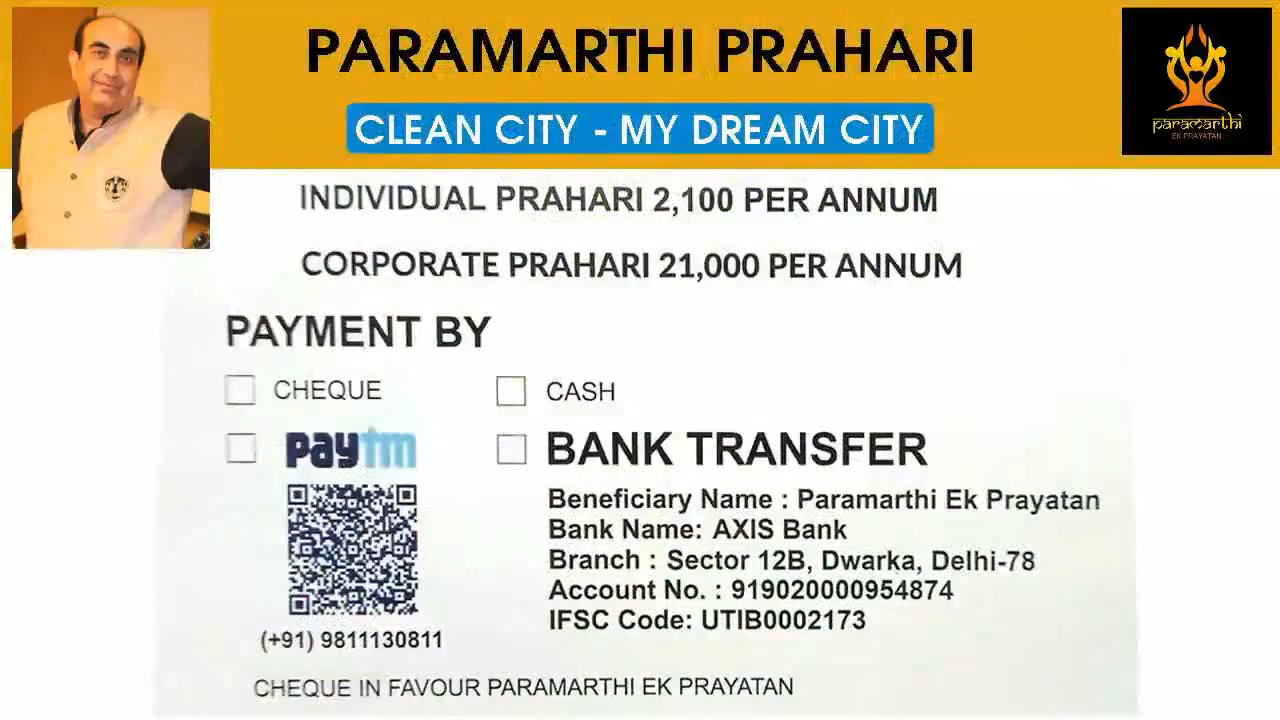 PARAMARTHI PRAHARI
CLEAN CITY - MY DREAM CITY
paramarthi
EK PRAYATAN
INDIVIDUAL PRAHARI 2,100 PER ANNUM
CORPORATE PRAHARI 21,000 PER ANNUM
PAYMENT BY
CHEQUE
CASH
paytm
BANK TRANSFER
Beneficiary Name : Paramarthi Ek Prayatan
Bank Name: AXIS Bank
Branch : Sector 12B, Dwarka, Delhi-78
Account No. : 919020000954874
IFSC Code: UTIB0002173
(+91) 9811130811
CHEQUE IN FAVOUR PARAMARTHI EK PRAYATAN